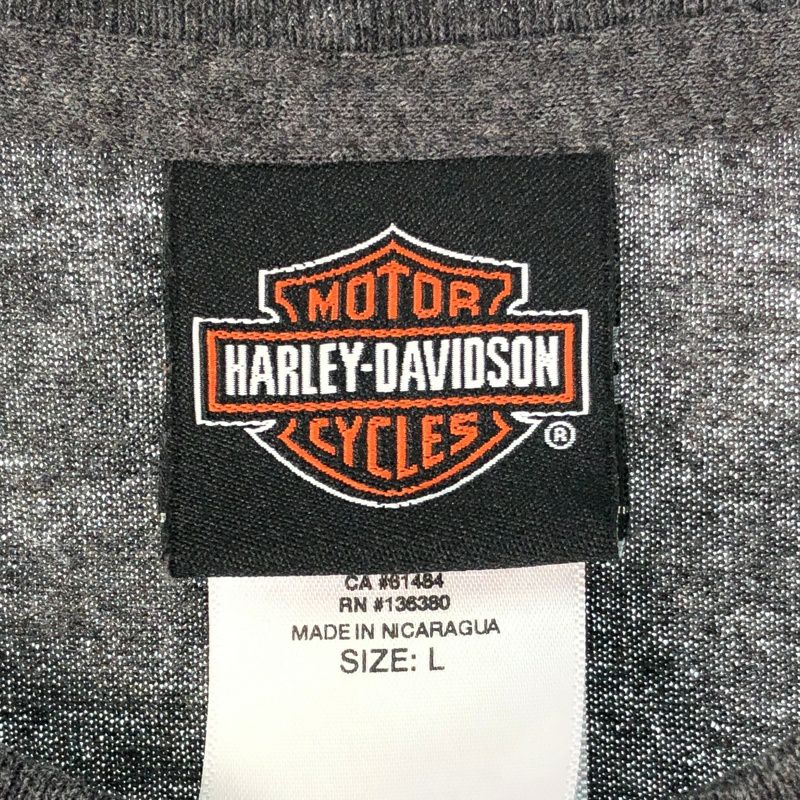 MOTOR
HARLEY-DAVIDSON
CYCLES
®
CA #61484
RN #136380
MADE IN NICARAGUA
SIZE: L